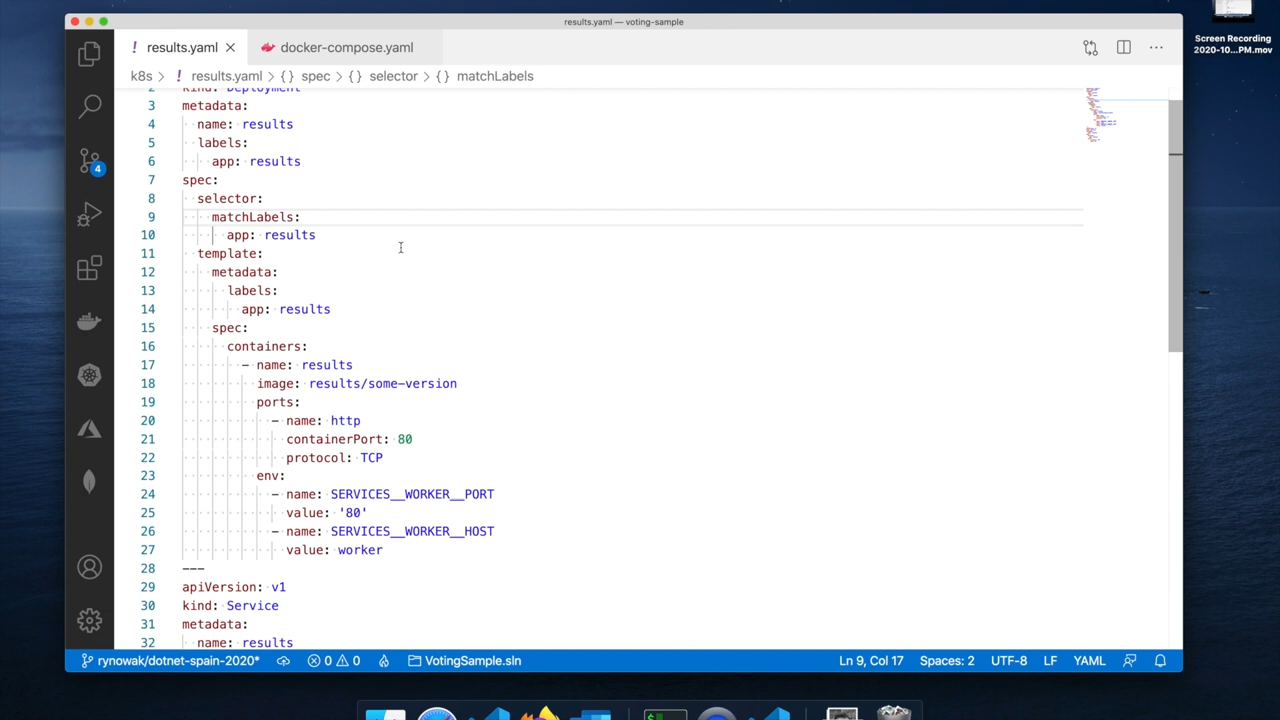 results.yaml — voting-sample
Screen Recording
2020-10...PM.mov
! results.yaml
docker-compose.yaml
k8s > ! results.yaml > {} spec > {} selector > {} matchLabels
2 kind: Deployment
3 metadata:
4 name: results
5 labels:
6 app: results
7 spec:
8 selector:
9 matchLabels:
10 app: results
11 template:
12 metadata:
13 labels:
14 app: results
15 spec:
16 containers:
17 - name: results
18 image: results/some-version
19 ports:
20 - name: http
21 containerPort: 80
22 protocol: TCP
23 env:
24 - name: SERVICES__WORKER__PORT
25 value: '80'
26 - name: SERVICES__WORKER__HOST
27 value: worker
28 ---
29 apiVersion: v1
30 kind: Service
31 metadata:
32 name: results
4
rynowak/dotnet-spain-2020* 0 0 VotingSample.sln Ln 9, Col 17 Spaces: 2 UTF-8 LF YAML